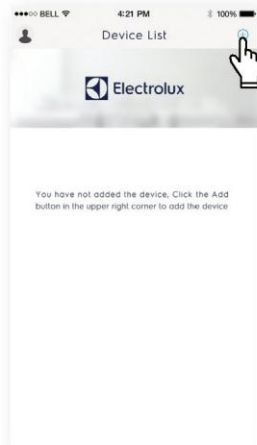 ●●●○○ BELL 4:21 PM 100%
Device List
Electrolux
You have not added the device, Click the Add
button in the upper right corner to add the device